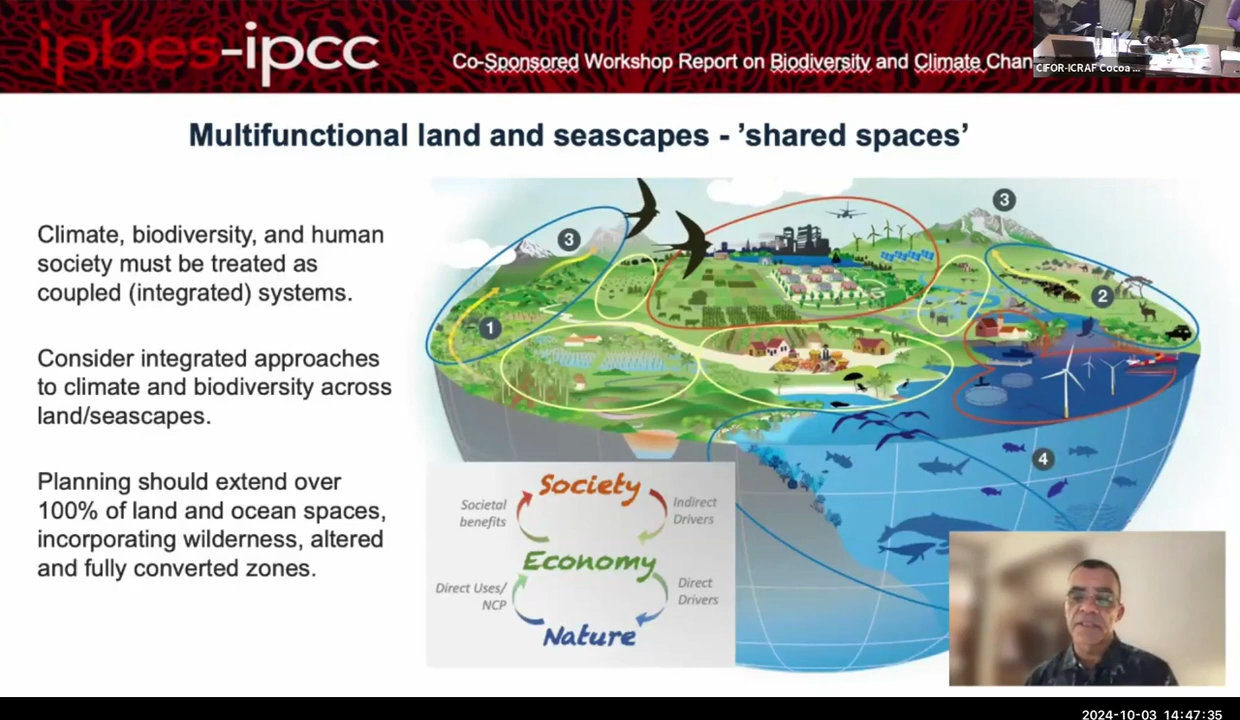 ipbes-ipcc
Co-Sponsored Workshop Report on Biodiversity and Climate Chan
CIFOR-ICRAF Cocoa ...
Multifunctional land and seascapes - ’shared spaces’
Climate, biodiversity, and human
society must be treated as
coupled (integrated) systems.
Consider integrated approaches
to climate and biodiversity across
land/seascapes.
Planning should extend over
100% of land and ocean spaces,
incorporating wilderness, altered
and fully converted zones.
3
3
2
1
4
Society
Societal
benefits
Indirect
Drivers
Economy
Direct Uses/
NCP
Direct
Drivers
Nature
2024-10-03 14:47:35